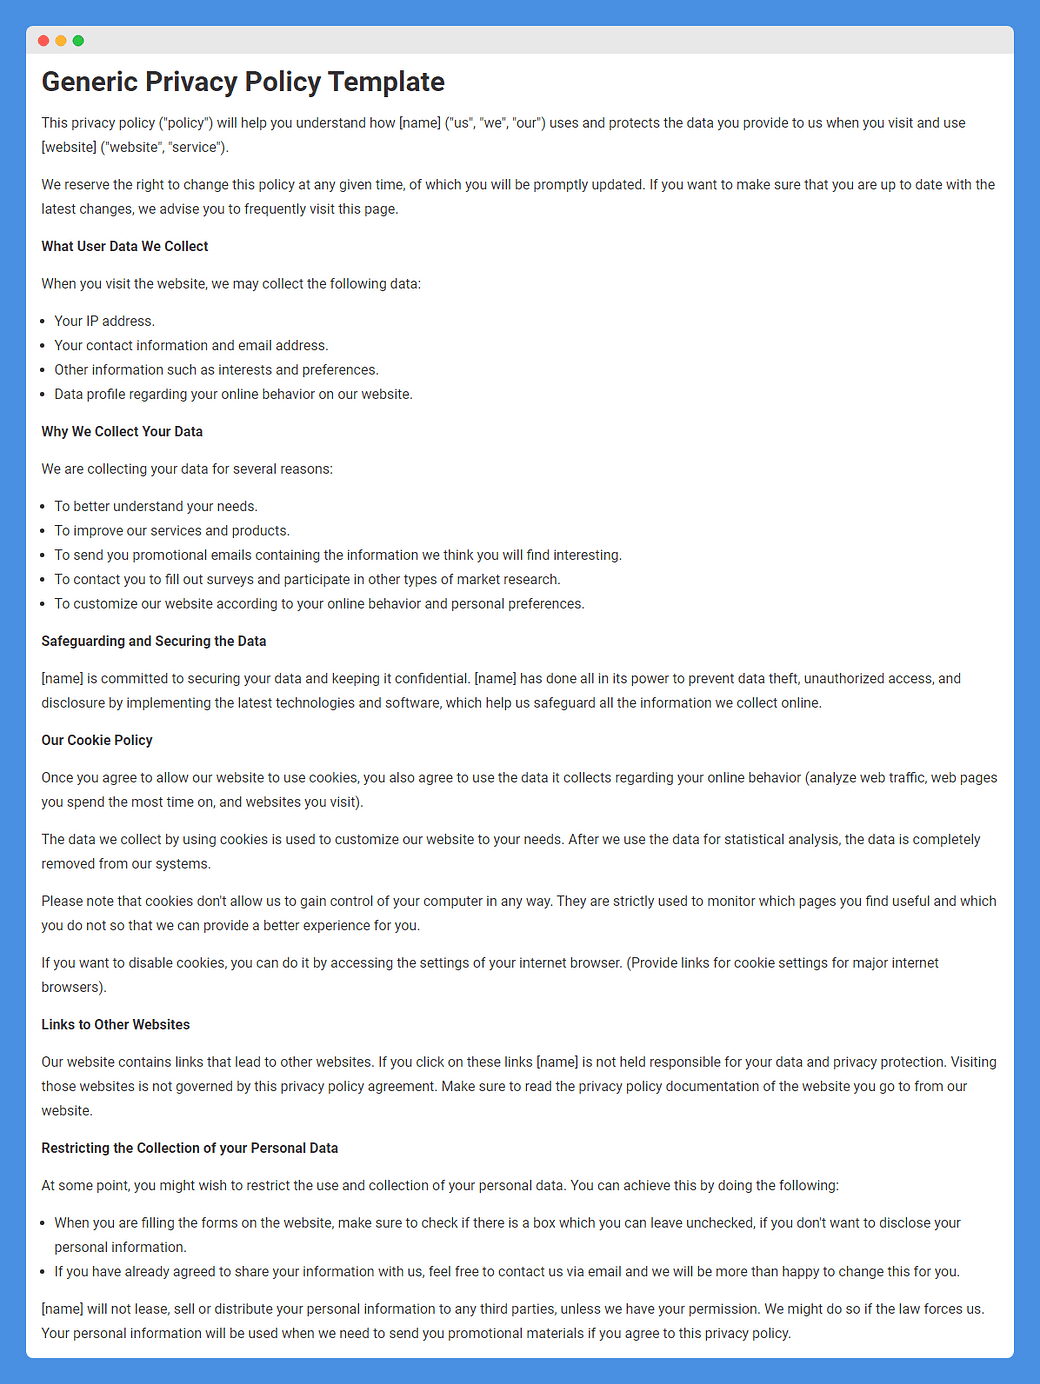 Generic Privacy Policy Template
This privacy policy ("policy") will help you understand how [name] ("us", "we", "our") uses and protects the data you provide to us when you visit and use
[website] ("website", "service").
We reserve the right to change this policy at any given time, of which you will be promptly updated. If you want to make sure that you are up to date with the
latest changes, we advise you to frequently visit this page.
What User Data We Collect
When you visit the website, we may collect the following data:
• Your IP address.
• Your contact information and email address.
• Other information such as interests and preferences.
• Data profile regarding your online behavior on our website.
Why We Collect Your Data
We are collecting your data for several reasons:
• To better understand your needs.
• To improve our services and products.
• To send you promotional emails containing the information we think you will find interesting.
• To contact you to fill out surveys and participate in other types of market research.
• To customize our website according to your online behavior and personal preferences.
Safeguarding and Securing the Data
[name] is committed to securing your data and keeping it confidential. [name] has done all in its power to prevent data theft, unauthorized access, and
disclosure by implementing the latest technologies and software, which help us safeguard all the information we collect online.
Our Cookie Policy
Once you agree to allow our website to use cookies, you also agree to use the data it collects regarding your online behavior (analyze web traffic, web pages
you spend the most time on, and websites you visit).
The data we collect by using cookies is used to customize our website to your needs. After we use the data for statistical analysis, the data is completely
removed from our systems.
Please note that cookies don't allow us to gain control of your computer in any way. They are strictly used to monitor which pages you find useful and which
you do not so that we can provide a better experience for you.
If you want to disable cookies, you can do it by accessing the settings of your internet browser. (Provide links for cookie settings for major internet
browsers).
Links to Other Websites
Our website contains links that lead to other websites. If you click on these links [name] is not held responsible for your data and privacy protection. Visiting
those websites is not governed by this privacy policy agreement. Make sure to read the privacy policy documentation of the website you go to from our
website.
Restricting the Collection of your Personal Data
At some point, you might wish to restrict the use and collection of your personal data. You can achieve this by doing the following:
• When you are filling the forms on the website, make sure to check if there is a box which you can leave unchecked, if you don't want to disclose your
personal information.
• If you have already agreed to share your information with us, feel free to contact us via email and we will be more than happy to change this for you.
[name] will not lease, sell or distribute your personal information to any third parties, unless we have your permission. We might do so if the law forces us.
Your personal information will be used when we need to send you promotional materials if you agree to this privacy policy.